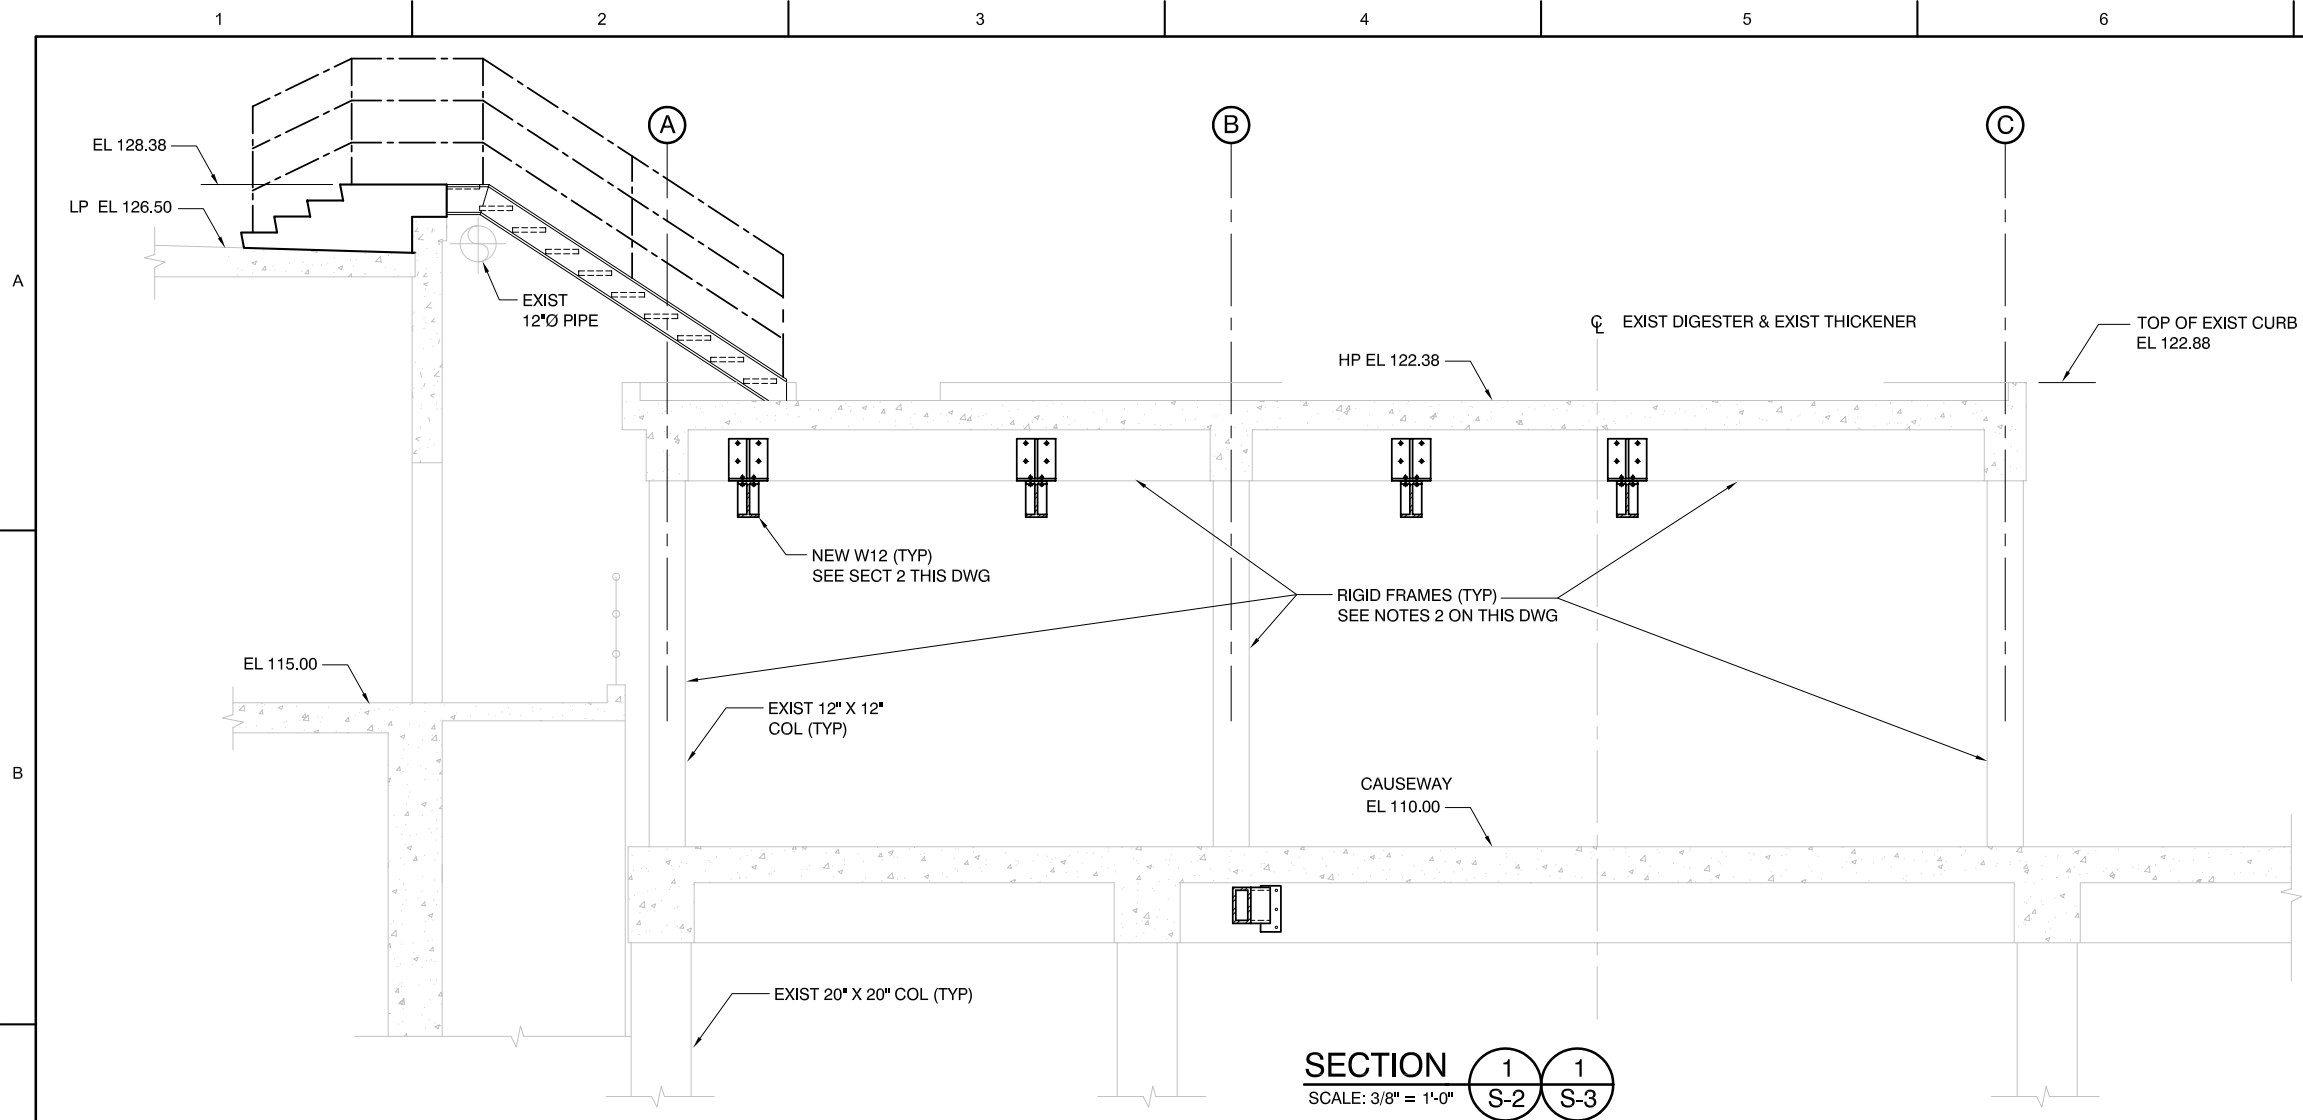 1
2
3
4
5
6
A
B
C
EL 128.38
LP EL 126.50
EXIST
12"Ø PIPE
℄ EXIST DIGESTER & EXIST THICKENER
TOP OF EXIST CURB
EL 122.88
HP EL 122.38
A
NEW W12 (TYP)
SEE SECT 2 THIS DWG
RIGID FRAMES (TYP)
SEE NOTES 2 ON THIS DWG
EL 115.00
EXIST 12" X 12"
COL (TYP)
B
CAUSEWAY
EL 110.00
EXIST 20" X 20" COL (TYP)
SECTION
SCALE: 3/8" = 1'-0"
1
S-2
1
S-3